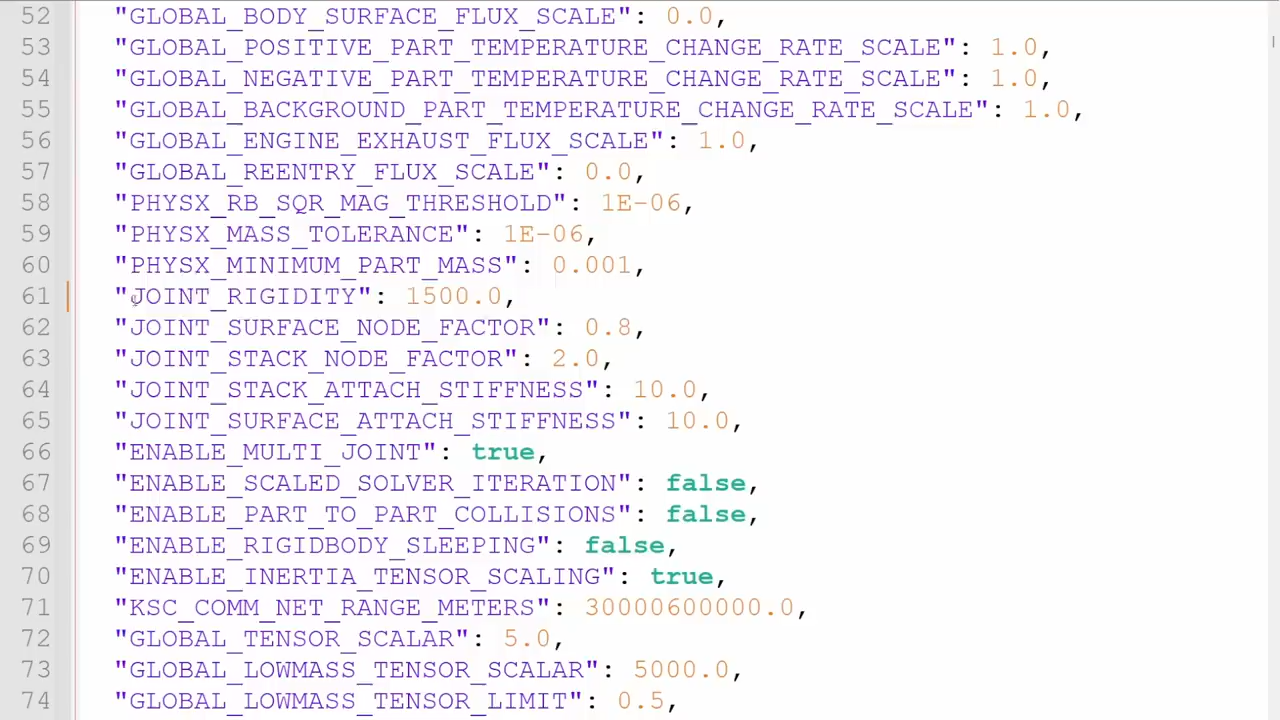 52 "GLOBAL_BODY_SURFACE_FLUX_SCALE": 0.0,
53 "GLOBAL_POSITIVE_PART_TEMPERATURE_CHANGE_RATE_SCALE": 1.0,
54 "GLOBAL_NEGATIVE_PART_TEMPERATURE_CHANGE_RATE_SCALE": 1.0,
55 "GLOBAL_BACKGROUND_PART_TEMPERATURE_CHANGE_RATE_SCALE": 1.0,
56 "GLOBAL_ENGINE_EXHAUST_FLUX_SCALE": 1.0,
57 "GLOBAL_REENTRY_FLUX_SCALE": 0.0,
58 "PHYSX_RB_SQR_MAG_THRESHOLD": 1E-06,
59 "PHYSX_MASS_TOLERANCE": 1E-06,
60 "PHYSX_MINIMUM_PART_MASS": 0.001,
61 "JOINT_RIGIDITY": 1500.0,
62 "JOINT_SURFACE_NODE_FACTOR": 0.8,
63 "JOINT_STACK_NODE_FACTOR": 2.0,
64 "JOINT_STACK_ATTACH_STIFFNESS": 10.0,
65 "JOINT_SURFACE_ATTACH_STIFFNESS": 10.0,
66 "ENABLE_MULTI_JOINT": true,
67 "ENABLE_SCALED_SOLVER_ITERATION": false,
68 "ENABLE_PART_TO_PART_COLLISIONS": false,
69 "ENABLE_RIGIDBODY_SLEEPING": false,
70 "ENABLE_INERTIA_TENSOR_SCALING": true,
71 "KSC_COMM_NET_RANGE_METERS": 30000600000.0,
72 "GLOBAL_TENSOR_SCALAR": 5.0,
73 "GLOBAL_LOWMASS_TENSOR_SCALAR": 5000.0,
74 "GLOBAL_LOWMASS_TENSOR_LIMIT": 0.5,